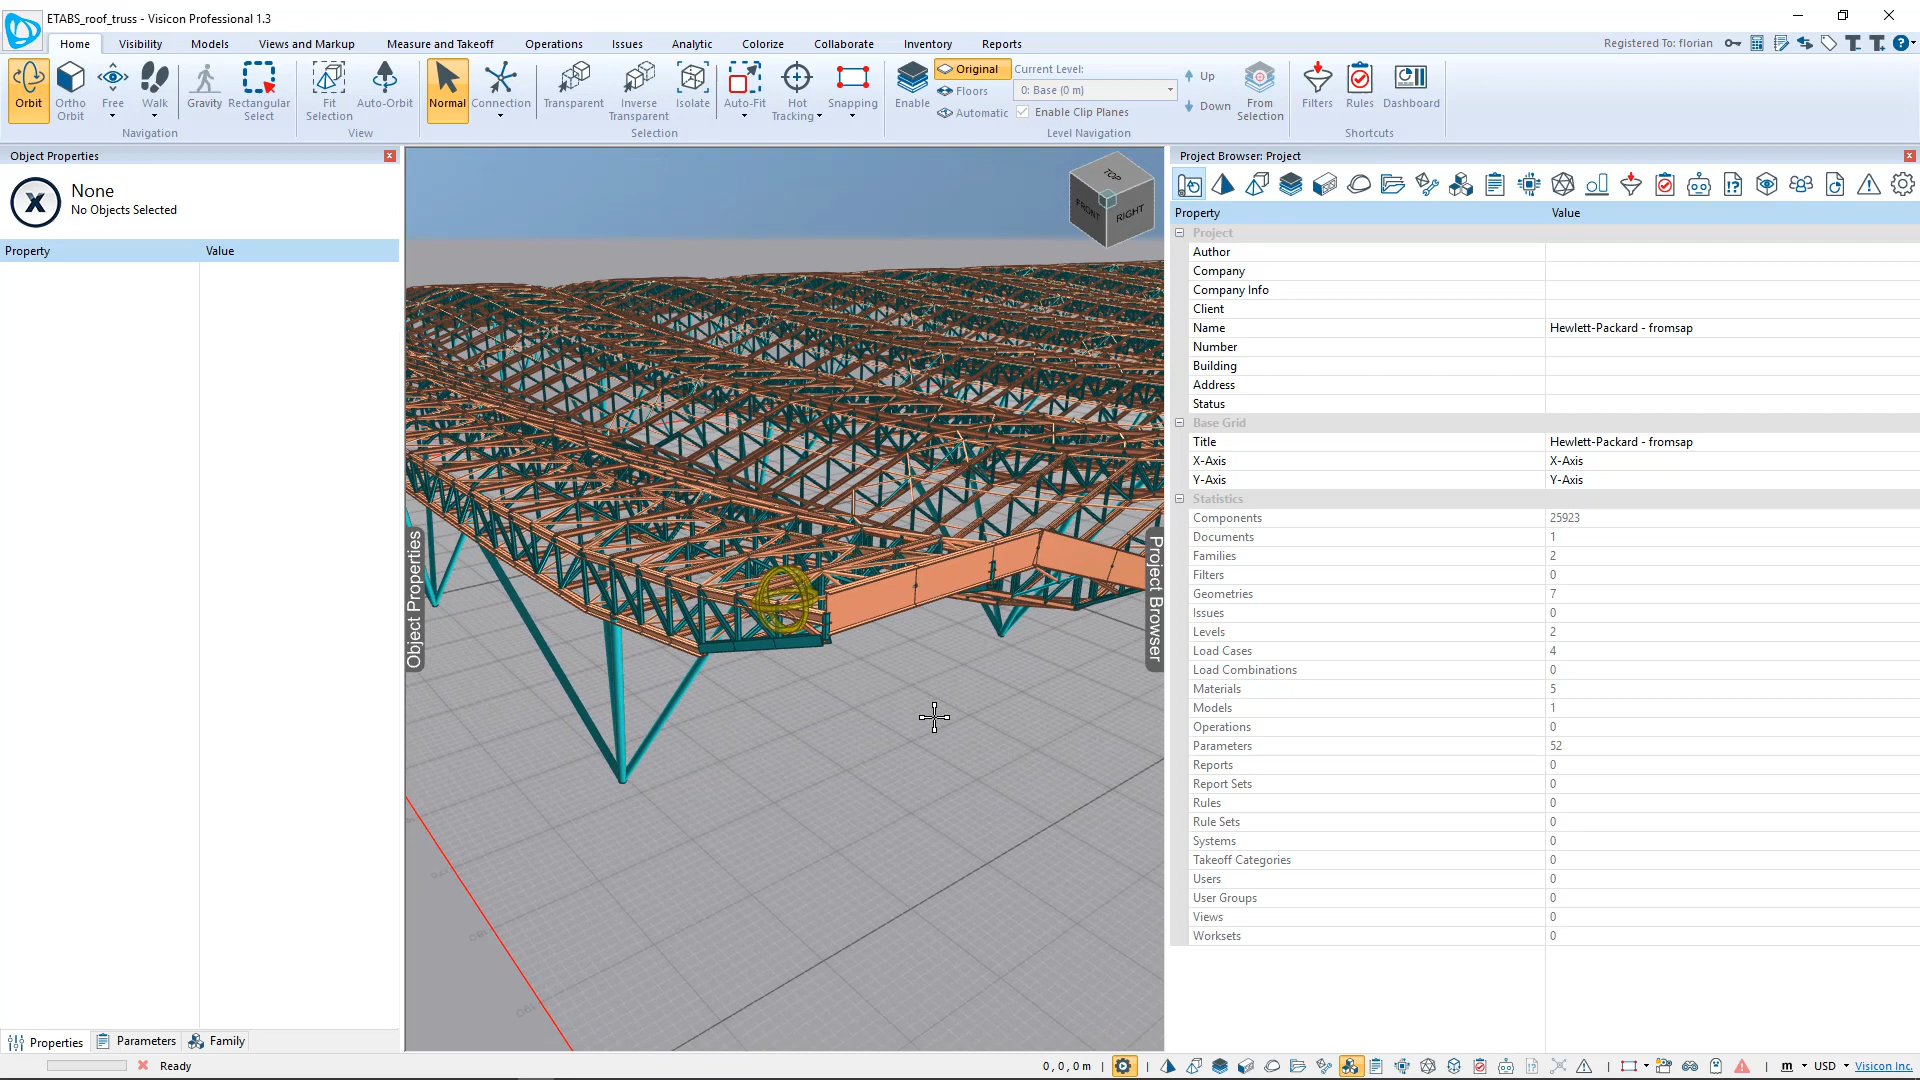 ETABS_roof_truss - Visicon Professional 1.3
Home Visibility Models Views and Markup Measure and Takeoff Operations Issues Analytic Colorize Collaborate Inventory Reports Registered To: florian
Orbit Ortho Orbit Free Walk Gravity Rectangular Select Fit Selection Auto-Orbit Normal Connection Transparent Inverse Transparent Isolate Auto-Fit Hot Tracking Snapping Enable Original Floors Automatic Current Level: 0: Base (0 m) Enable Clip Planes Up Down From Selection Filters Rules Dashboard
Navigation View Selection Level Navigation Shortcuts
Object Properties
X
None
No Objects Selected
Property Value
TOP
FRONT RIGHT
Object Properties
Project Browser
170
180
190
Project Browser: Project
Property Value
Project
Author
Company
Company Info
Client
Name Hewlett-Packard - fromsap
Number
Building
Address
Status
Base Grid
Title Hewlett-Packard - fromsap
X-Axis X-Axis
Y-Axis Y-Axis
Statistics
Components 25923
Documents 1
Families 2
Filters 0
Geometries 7
Issues 0
Levels 2
Load Cases 4
Load Combinations 0
Materials 5
Models 1
Operations 0
Parameters 52
Reports 0
Report Sets 0
Rules 0
Rule Sets 0
Systems 0
Takeoff Categories 0
Users 0
User Groups 0
Views 0
Worksets 0
Properties Parameters Family
Ready
0, 0, 0 m
m USD Visicon Inc.